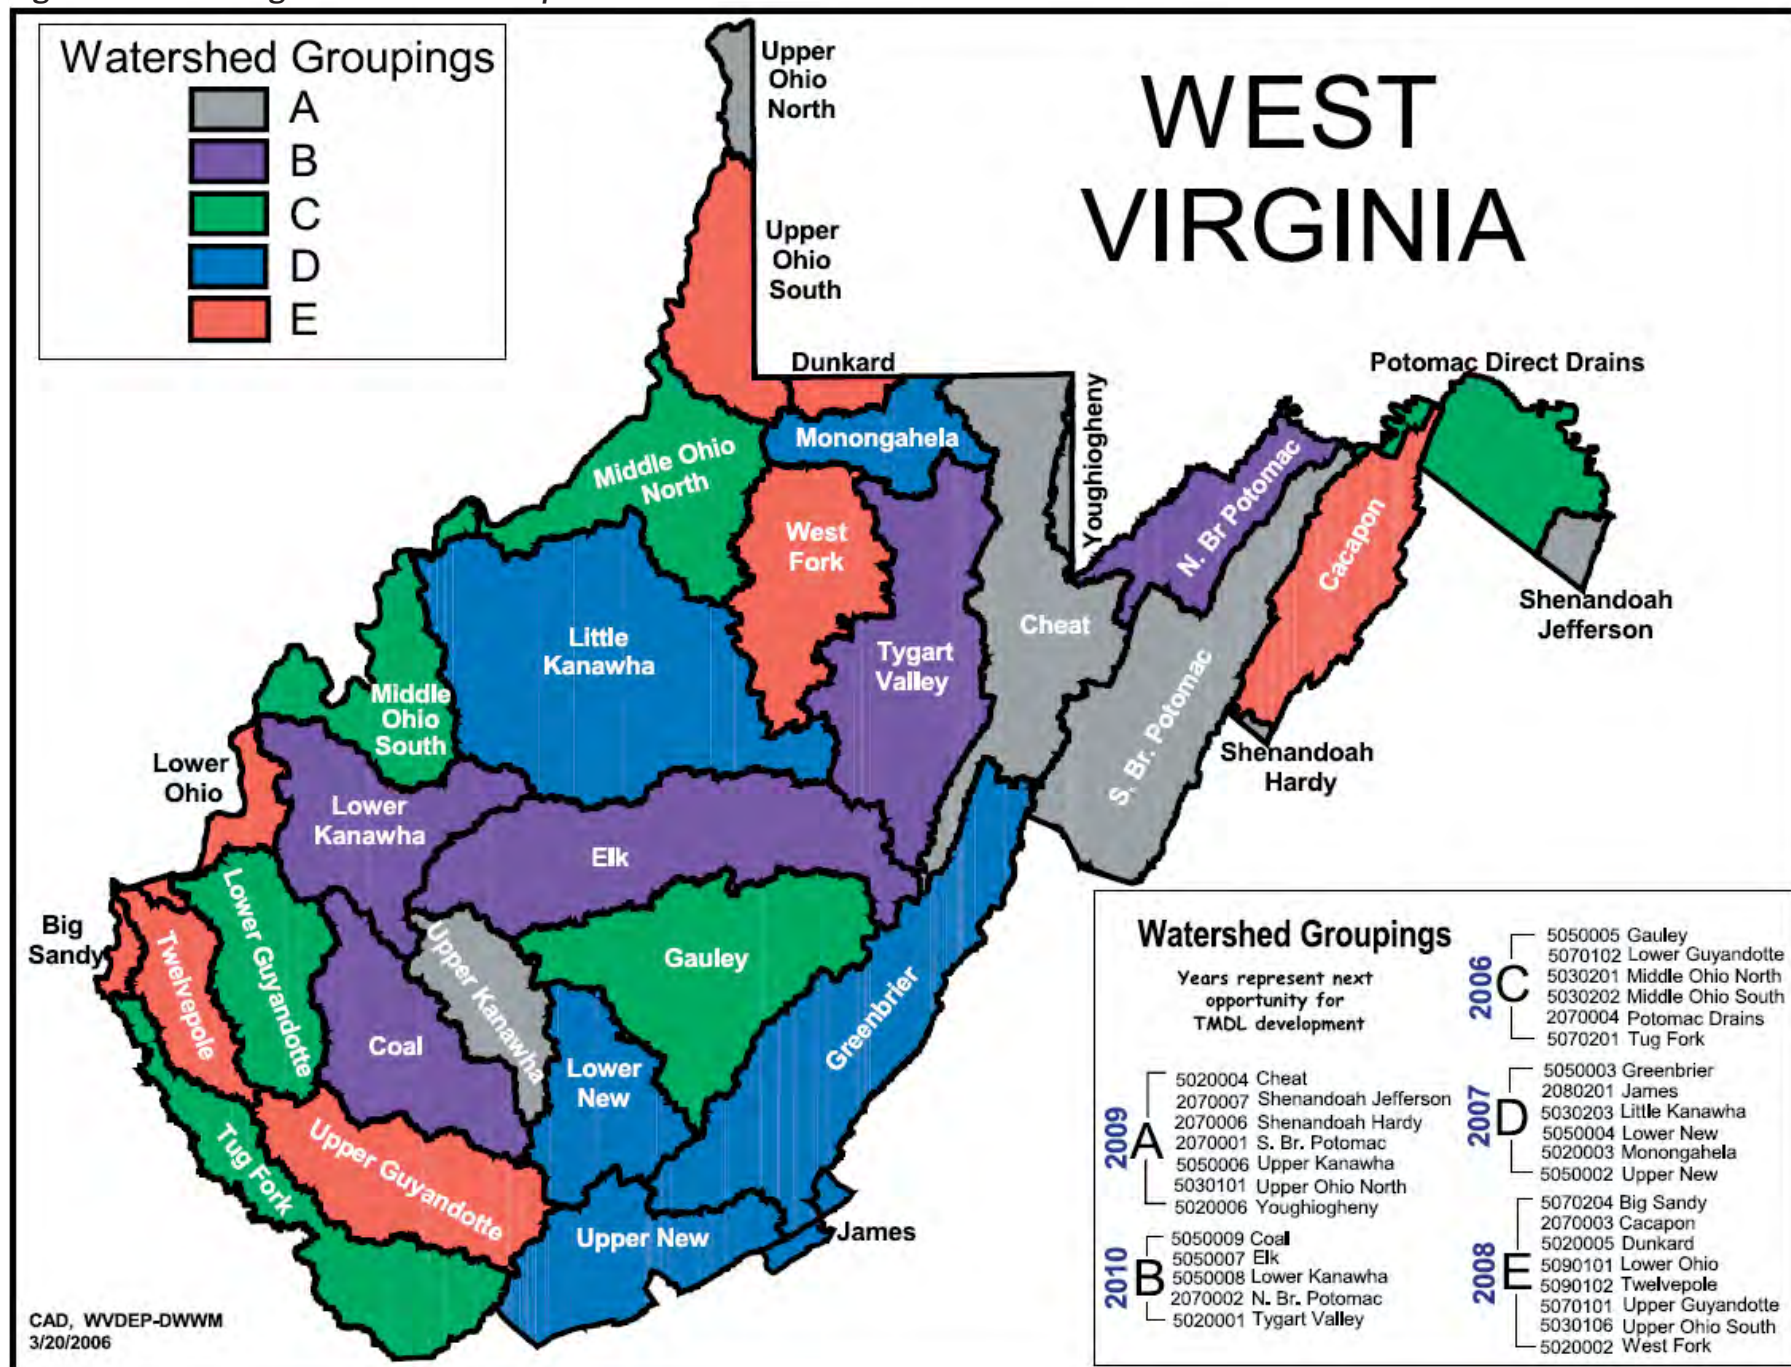 Watershed Groupings
A
B
C
D
E
WEST
VIRGINIA
Upper
Ohio
North
Upper
Ohio
South
Dunkard
Youghiogheny
Potomac Direct Drains
Monongahela
Middle Ohio
North
West
Fork
N. Br Potomac
Cacapon
Shenandoah
Jefferson
Little
Kanawha
Cheat
Tygart
Valley
S. Br. Potomac
Middle
Ohio
South
Shenandoah
Hardy
Lower
Ohio
Lower
Kanawha
Elk
Big
Sandy
Twelvepole
Lower Guyandotte
Upper Kanawha
Gauley
Greenbrier
Coal
Lower
New
Tug Fork
Upper Guyandotte
Upper New
James
CAD, WVDEP-DWWM
3/20/2006
Watershed Groupings
Years represent next
opportunity for
TMDL development
2009
A
5020004 Cheat
2070007 Shenandoah Jefferson
2070006 Shenandoah Hardy
2070001 S. Br. Potomac
5050006 Upper Kanawha
5030101 Upper Ohio North
5020006 Youghiogheny
2010
B
5050009 Coal
5050007 Elk
5050008 Lower Kanawha
2070002 N. Br. Potomac
5020001 Tygart Valley
2006
C
5050005 Gauley
5070102 Lower Guyandotte
5030201 Middle Ohio North
5030202 Middle Ohio South
2070004 Potomac Drains
5070201 Tug Fork
2007
D
5050003 Greenbrier
2080201 James
5030203 Little Kanawha
5050004 Lower New
5020003 Monongahela
5050002 Upper New
2008
E
5070204 Big Sandy
2070003 Cacapon
5020005 Dunkard
5090101 Lower Ohio
5090102 Twelvepole
5070101 Upper Guyandotte
5030106 Upper Ohio South
5020002 West Fork